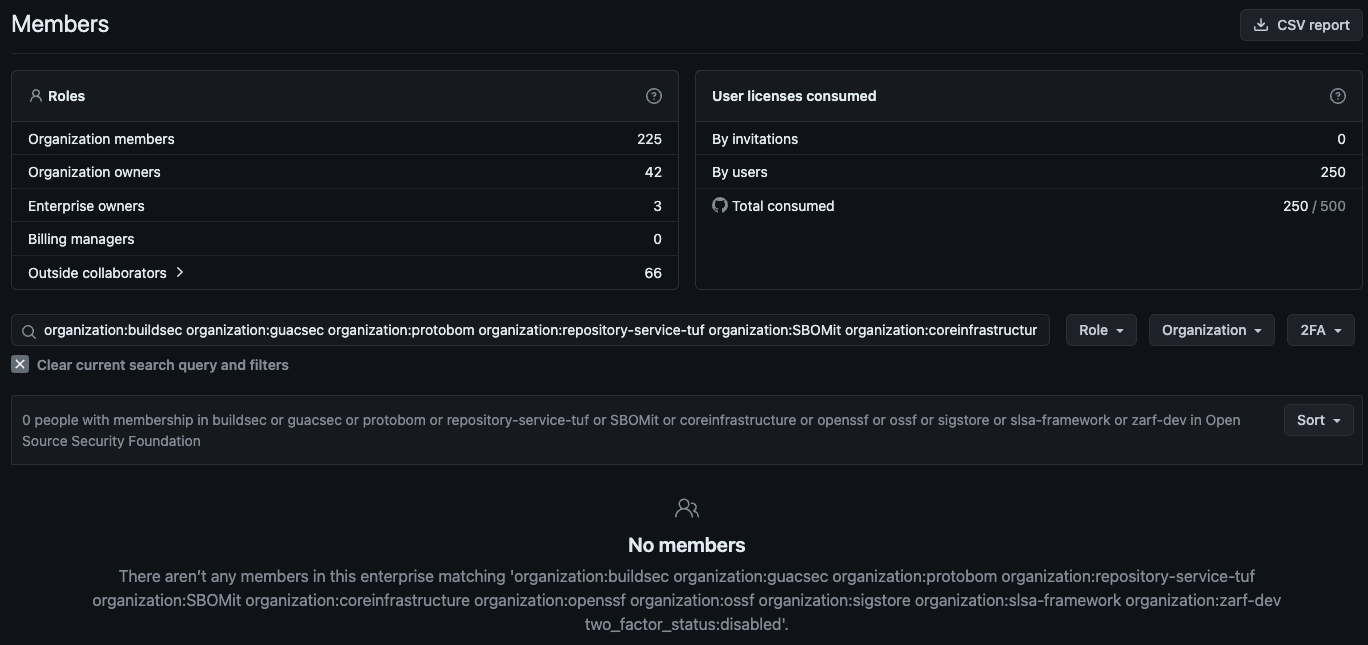 Members
CSV report
Roles
Organization members 225
Organization owners 42
Enterprise owners 3
Billing managers 0
Outside collaborators 66
User licenses consumed
By invitations 0
By users 250
Total consumed 250 / 500
organization:buildsec organization:guacsec organization:protobom organization:repository-service-tuf organization:SBOMit organization:coreinfrastructur
Role
Organization
2FA
Clear current search query and filters
0 people with membership in buildsec or guacsec or protobom or repository-service-tuf or SBOMit or coreinfrastructure or openssf or ossf or sigstore or slsa-framework or zarf-dev in Open
Source Security Foundation
Sort
No members
There aren’t any members in this enterprise matching 'organization:buildsec organization:guacsec organization:protobom organization:repository-service-tuf
organization:SBOMit organization:coreinfrastructure organization:openssf organization:ossf organization:sigstore organization:slsa-framework organization:zarf-dev
two_factor_status:disabled'.